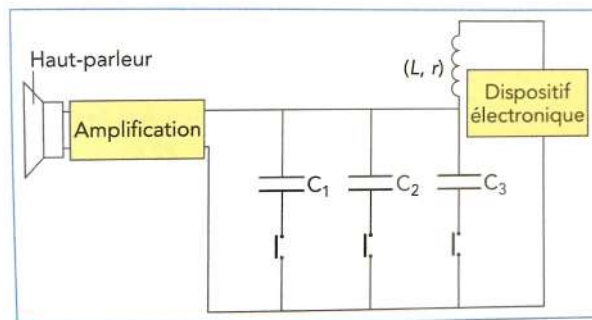 Haut-parleur
Amplification
(L, r)
Dispositif
électronique
C₁
C₂
C₃